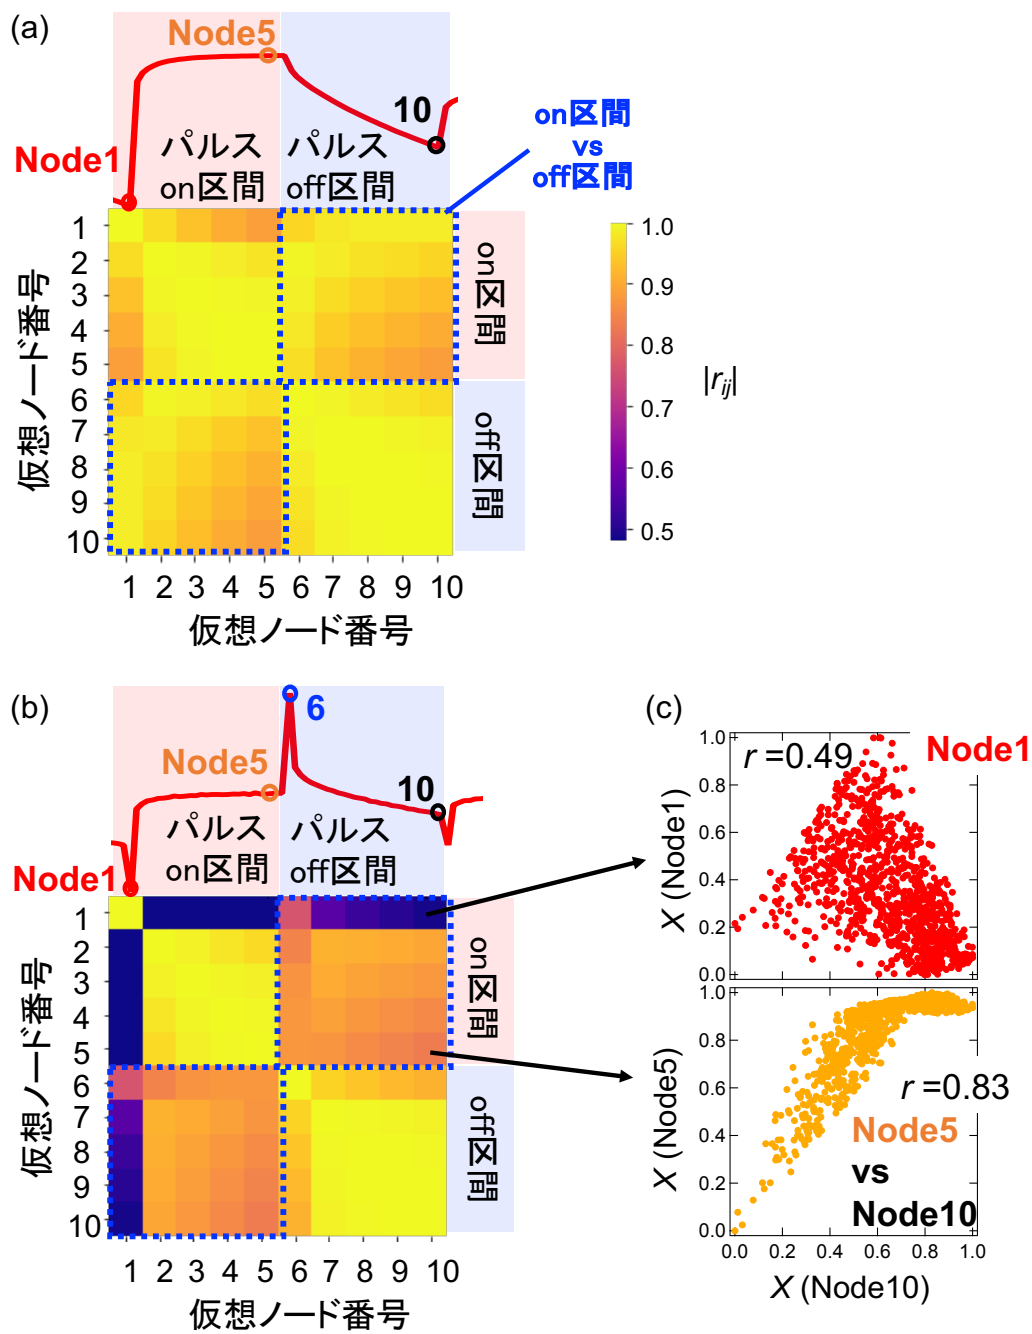 (a)
Node5
10
Node1
パルス
on区間
パルス
off区間
on区間
vs
off区間
仮想ノード番号
1
2
3
4
5
6
7
8
9
10
on区間
off区間
1.0
0.9
0.8
0.7
0.6
0.5
|rij|
1 2 3 4 5 6 7 8 9 10
仮想ノード番号
(b)
6
Node5
10
Node1
パルス
on区間
パルス
off区間
仮想ノード番号
1
2
3
4
5
6
7
8
9
10
on区間
off区間
1 2 3 4 5 6 7 8 9 10
仮想ノード番号
(c)
Node1
r =0.49
X (Node1)
1.0
0.8
0.6
0.4
0.2
0.0
X (Node5)
1.0
0.8
0.6
0.4
0.2
0.0
r =0.83
Node5
vs
Node10
0.0 0.2 0.4 0.6 0.8 1.0
X (Node10)